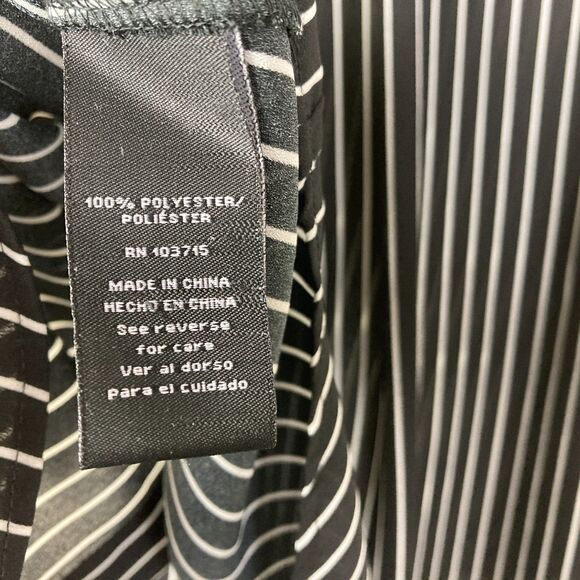 100% POLYESTER/
POLIÉSTER
RN 103715
MADE IN CHINA
HECHO EN CHINA
See reverse
for care
Ver al dorso
para el cuidado